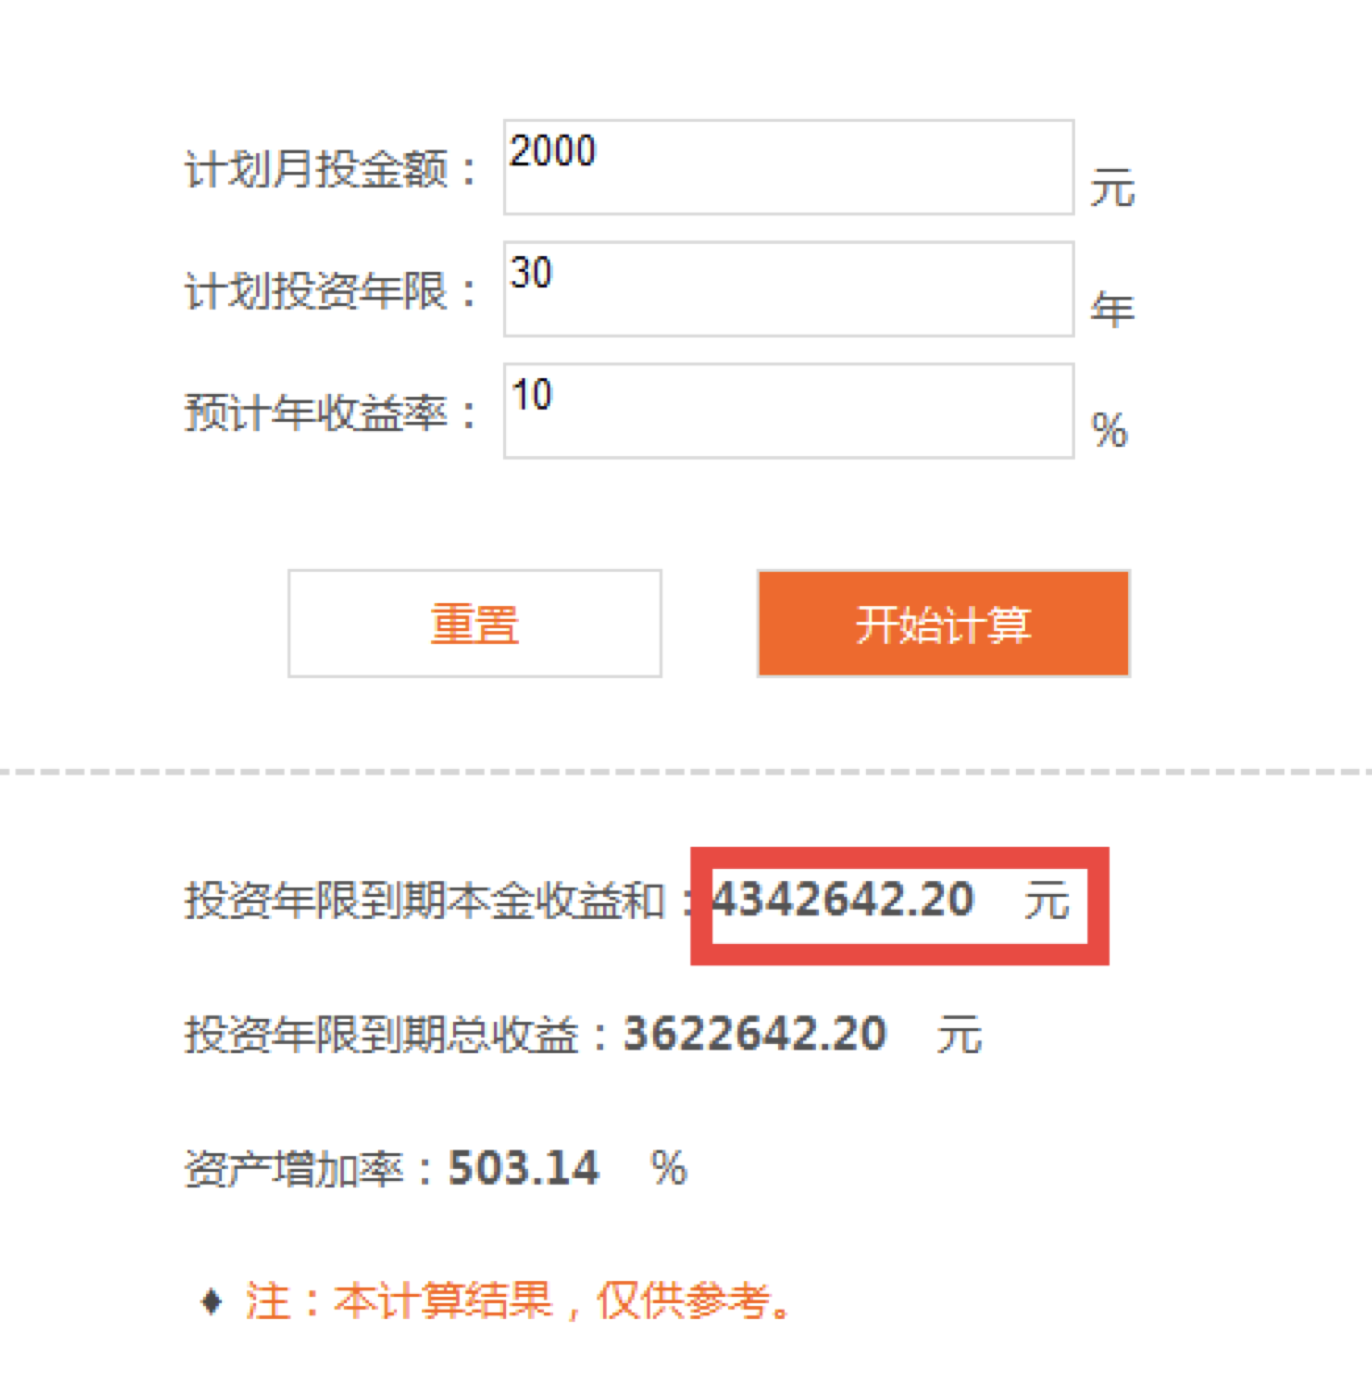 计划月投金额：2000 元
计划投资年限：30 年
预计年收益率：10 %
重置 开始计算
投资年限到期本金收益和：4342642.20 元
投资年限到期总收益：3622642.20 元
资产增加率：503.14 %
♦ 注：本计算结果，仅供参考。